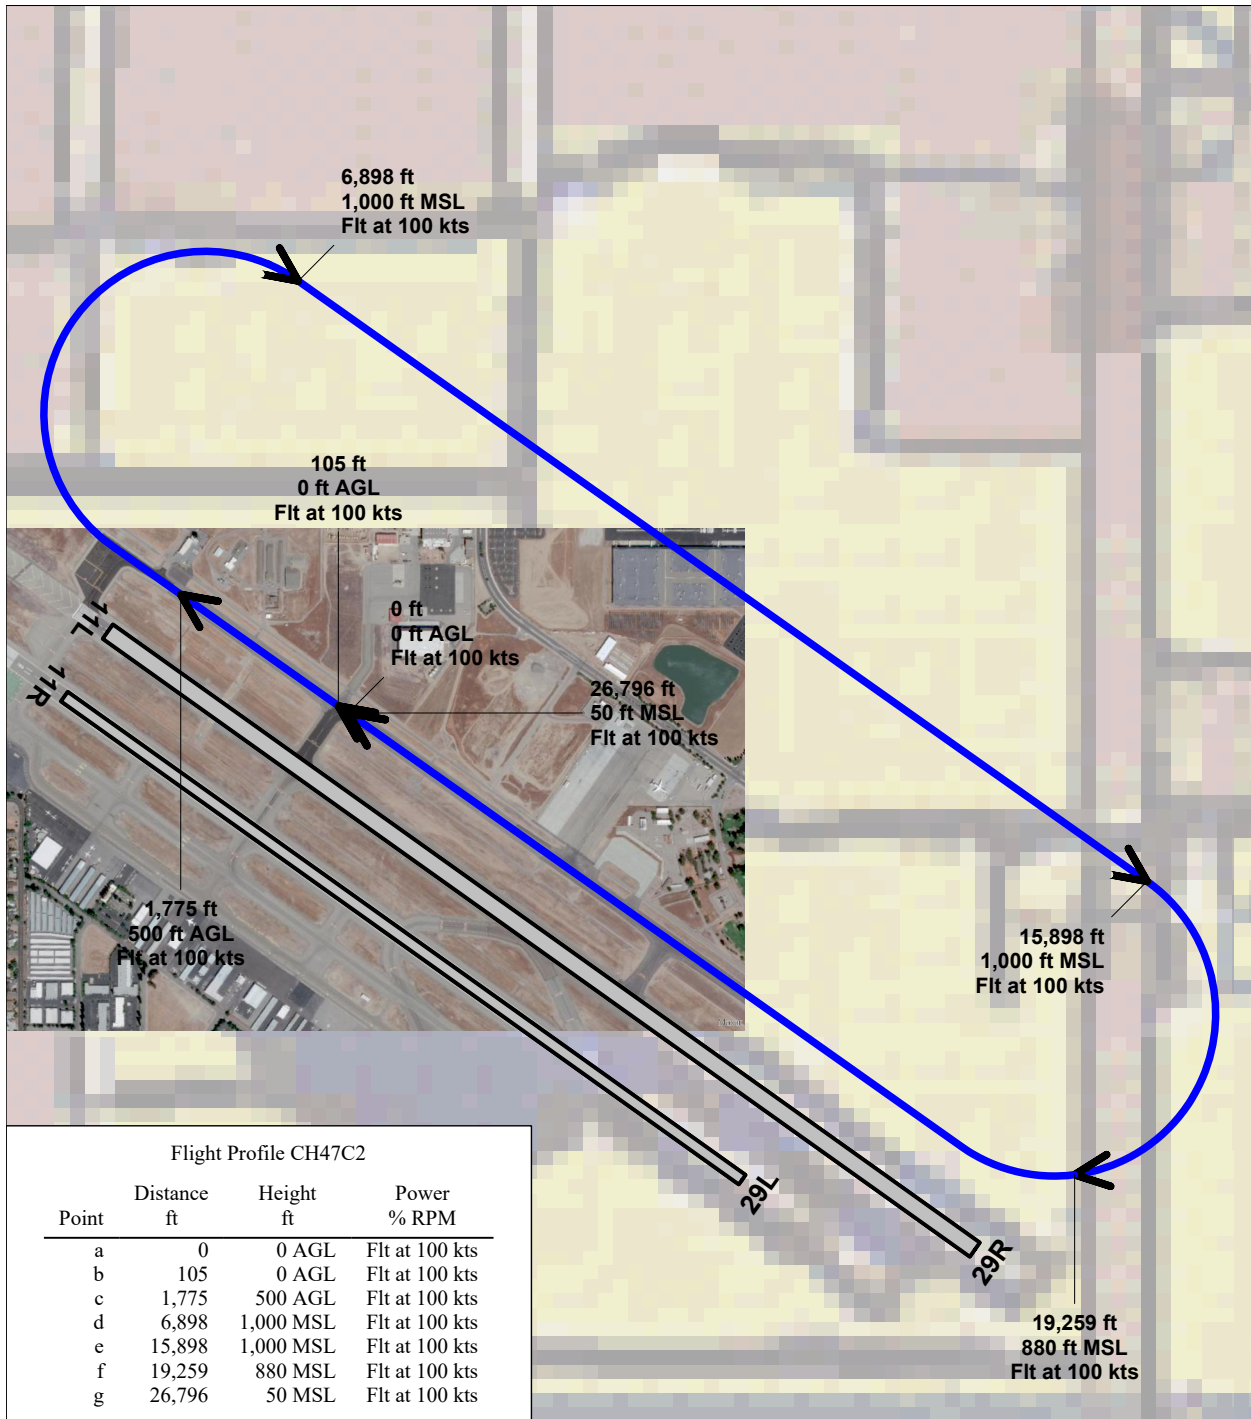 6,898 ft
1,000 ft MSL
Flt at 100 kts
105 ft
0 ft AGL
Flt at 100 kts
0 ft
0 ft AGL
Flt at 100 kts
11L
11R
26,796 ft
50 ft MSL
Flt at 100 kts
1,775 ft
500 ft AGL
Flt at 100 kts
15,898 ft
1,000 ft MSL
Flt at 100 kts
29L
29R
19,259 ft
880 ft MSL
Flt at 100 kts
Flight Profile CH47C2
Distance Height Power
Point ft ft % RPM
a 0 0 AGL Flt at 100 kts
b 105 0 AGL Flt at 100 kts
c 1,775 500 AGL Flt at 100 kts
d 6,898 1,000 MSL Flt at 100 kts
e 15,898 1,000 MSL Flt at 100 kts
f 19,259 880 MSL Flt at 100 kts
g 26,796 50 MSL Flt at 100 kts